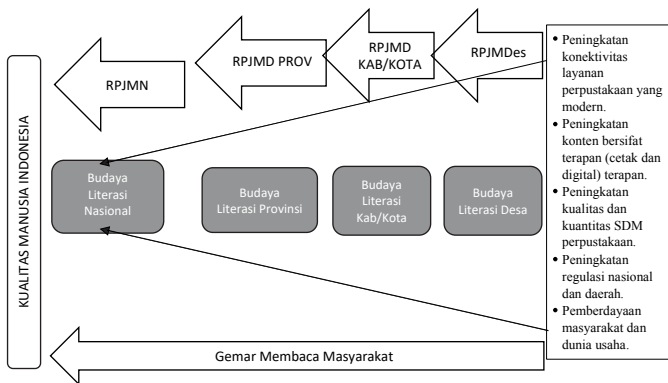 KUALITAS MANUSIA INDONESIA
RPJMN
RPJMD PROV
RPJMD
KAB/KOTA
RPJMDes
Budaya
Literasi
Nasional
Budaya
Literasi Provinsi
Budaya
Literasi
Kab/Kota
Budaya
Literasi Desa
Gemar Membaca Masyarakat
• Peningkatan
konektivitas
layanan
perpustakaan yang
modern.
• Peningkatan
konten bersifat
terapan (cetak dan
digital) terapan.
• Peningkatan
kualitas dan
kuantitas SDM
perpustakaan.
• Peningkatan
regulasi nasional
dan daerah.
• Pemberdayaan
masyarakat dan
dunia usaha.